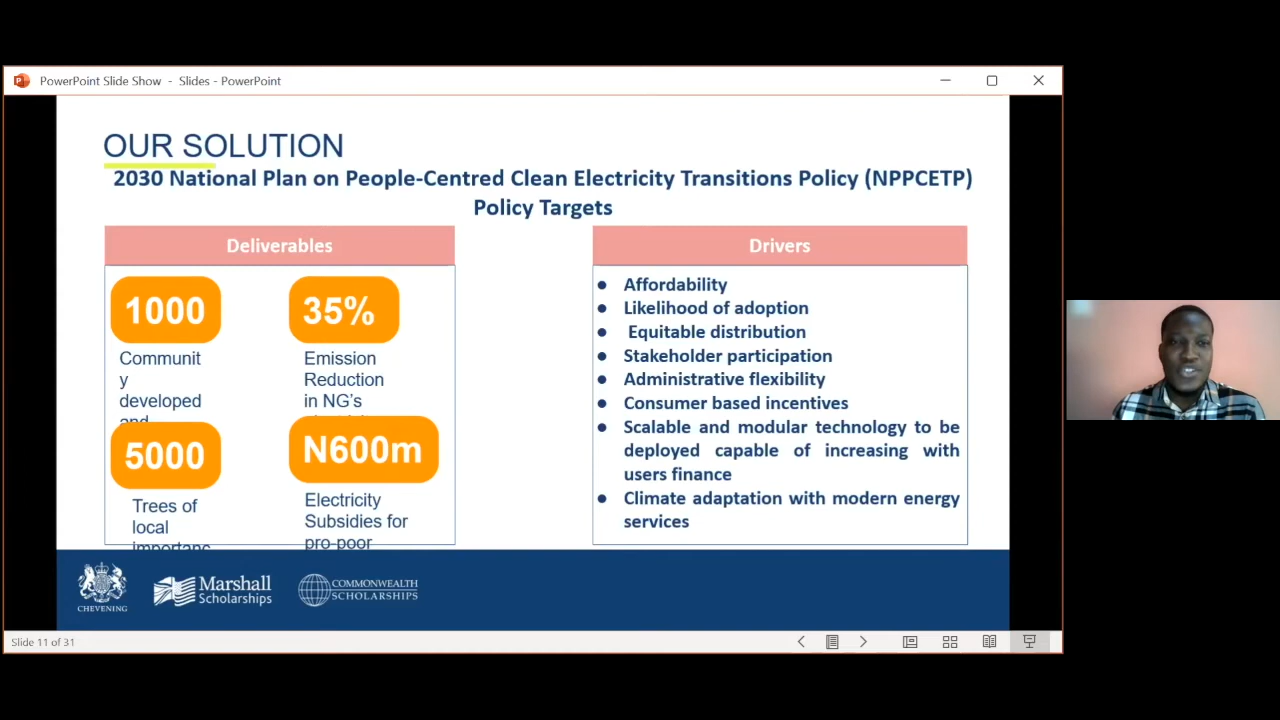 PowerPoint Slide Show - Slides - PowerPoint
OUR SOLUTION
2030 National Plan on People-Centred Clean Electricity Transitions Policy (NPPCETP)
Policy Targets
Deliverables
1000
Communit
y
developed
and
35%
Emission
Reduction
in NG's
5000
Trees of
local
importanc
N600m
Electricity
Subsidies for
pro-poor
Drivers
● Affordability
● Likelihood of adoption
● Equitable distribution
● Stakeholder participation
● Administrative flexibility
● Consumer based incentives
● Scalable and modular technology to be
deployed capable of increasing with
users finance
● Climate adaptation with modern energy
services
CHEVENING
Marshall
Scholarships
COMMONWEALTH
SCHOLARSHIPS
Slide 11 of 31